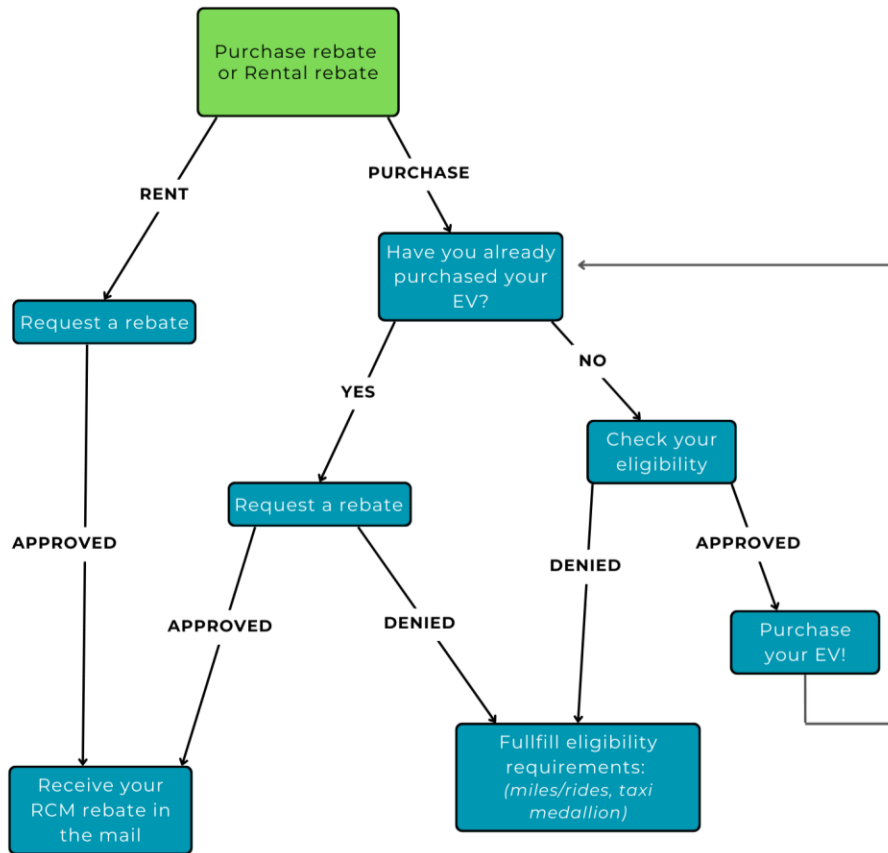 Purchase rebate
or Rental rebate
RENT
PURCHASE
Have you already
purchased your
EV?
Request a rebate
YES
NO
Check your
eligibility
Request a rebate
APPROVED
DENIED
APPROVED
APPROVED
DENIED
Purchase
your EV!
Fullfill eligibility
requirements:
(miles/rides, taxi
medallion)
Receive your
RCM rebate in
the mail